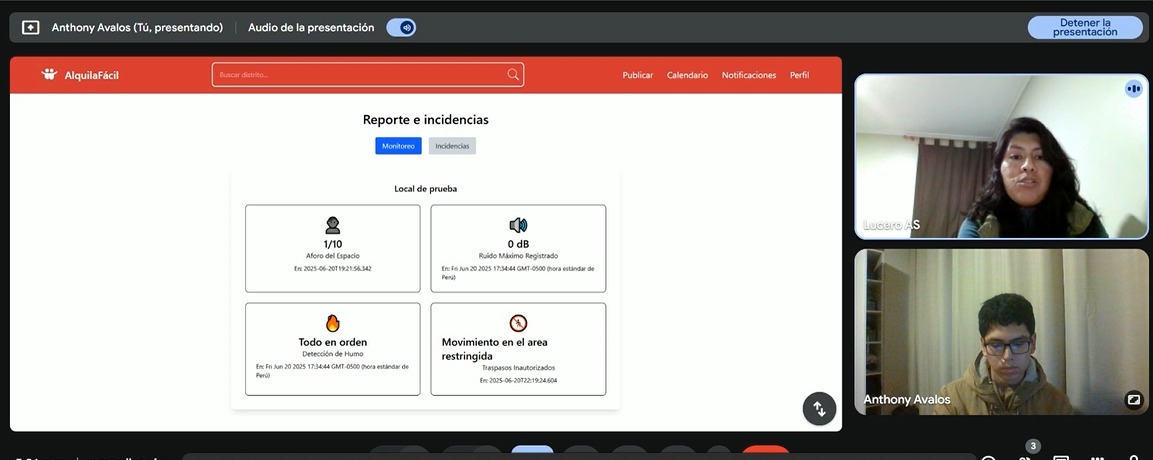 Anthony Avalos (Tú, presentando)
Audio de la presentación
Detener la
presentación
AlquilaFácil
Buscar distrito...
Publicar
Calendario
Notificaciones
Perfil
Reporte e incidencias
Monitoreo
Incidencias
Local de prueba
1/10
Aforo del Espacio
En: 2025-06-20T19:21:56.342
0 dB
Ruido Máximo Registrado
En: Fri Jun 20 2025 17:34:44 GMT-0500 (hora estándar de
Perú)
Todo en orden
Detección de Humo
En: Fri Jun 20 2025 17:34:44 GMT-0500 (hora estándar de
Perú)
Movimiento en el area
restringida
Traspasos Inautorizados
En: 2025-06-20T22:19:24.604
Lucero AS
Anthony Avalos
3